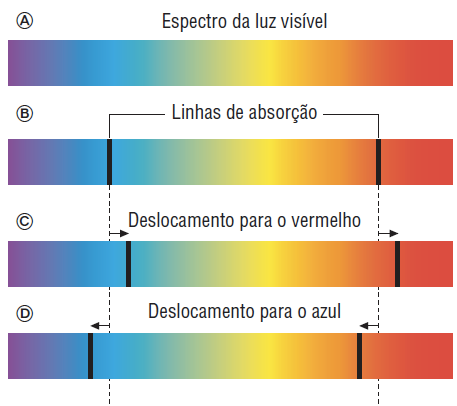 Ⓐ Espectro da luz visível
Ⓑ Linhas de absorção
Ⓒ Deslocamento para o vermelho
Ⓓ Deslocamento para o azul